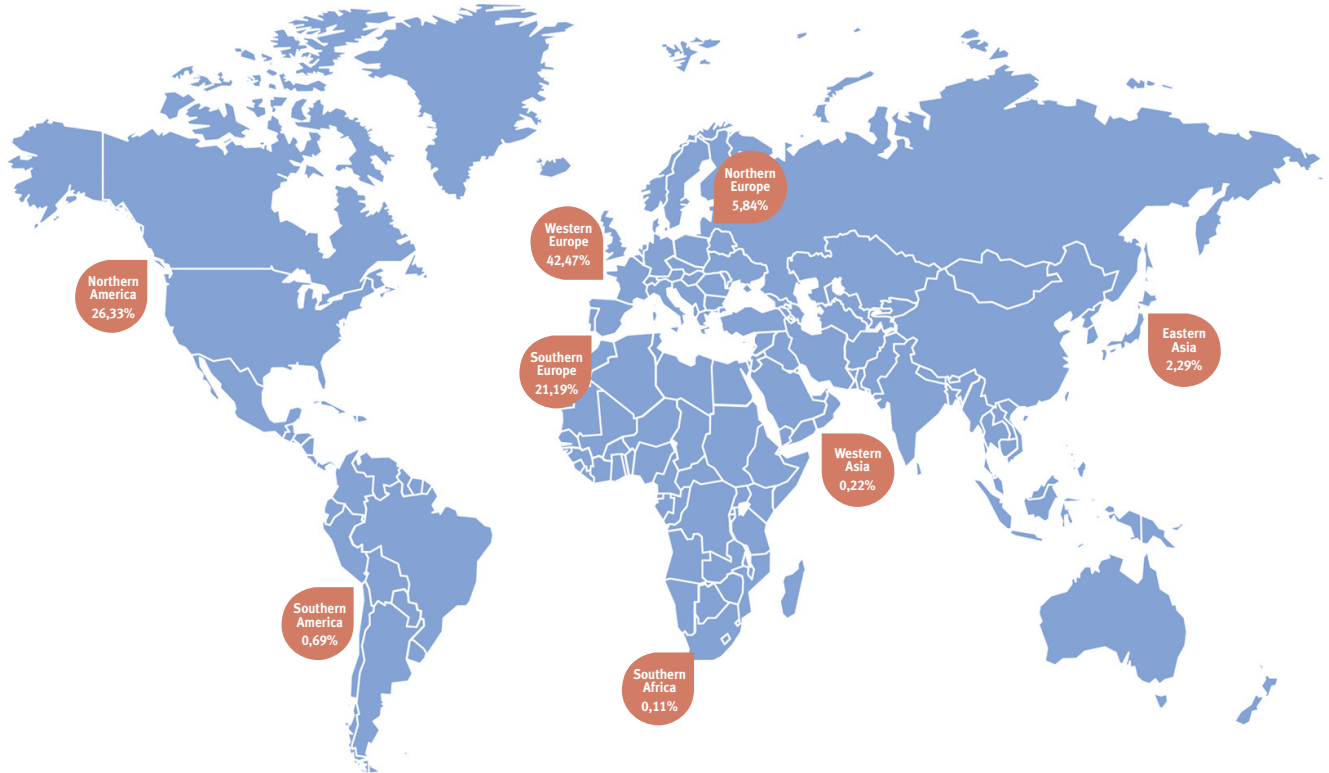 Northern
Europe
5,84%
Western
Europe
42,47%
Northern
America
26,33%
Southern
Europe
21,19%
Eastern
Asia
2,29%
Western
Asia
0,22%
Southern
America
0,69%
Southern
Africa
0,11%